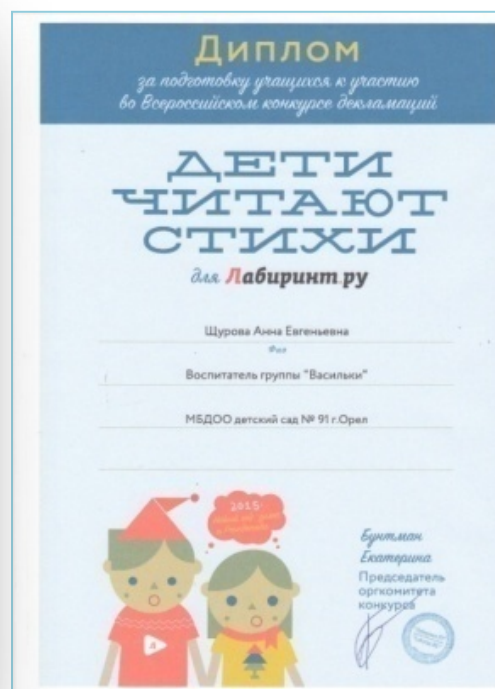 Диплом
за подготовку учащихся к участию
во Всероссийском конкурсе декламаций
ДЕТИ
ЧИТАЮТ
СТИХИ
для Лабиринт.ру
Щурова Анна Евгеньевна
Фио
Воспитатель группы "Васильки"
МБДОО детский сад № 91 г.Орел
2015-
Бунтман
Екатерина
Председатель
оргкомитета
конкурса